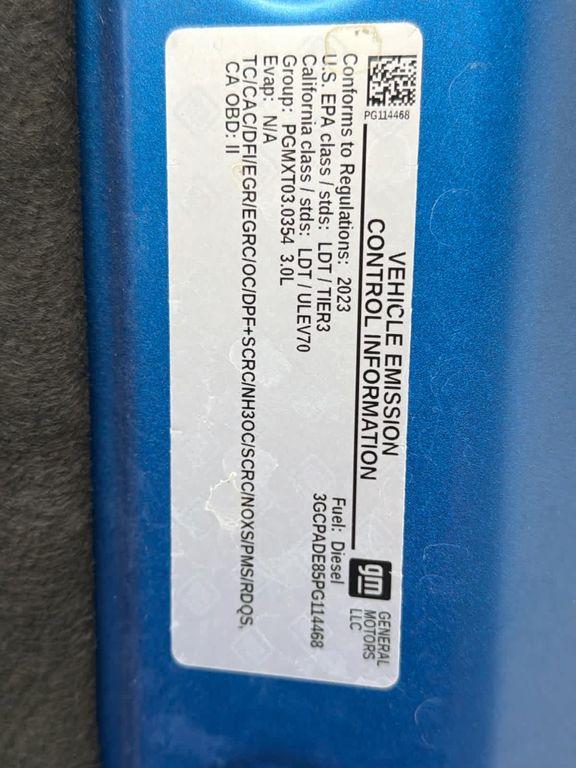 PG114468
VEHICLE EMISSION
CONTROL INFORMATION
gm
GENERAL
MOTORS
LLC
Conforms to Regulations: 2023
Fuel: Diesel
U.S. EPA class / stds: LDT / TIER3
3GCPADE85PG114468
California class / stds: LDT / ULEV70
Group: PGMXT03.0354 3.0L
Evap: N/A
TC/CAC/DFI/EGR/EGRC/OC/DPF+SCRC/NH3OC/SCRC/NOXS/PMS/RDQS,
CA OBD: II